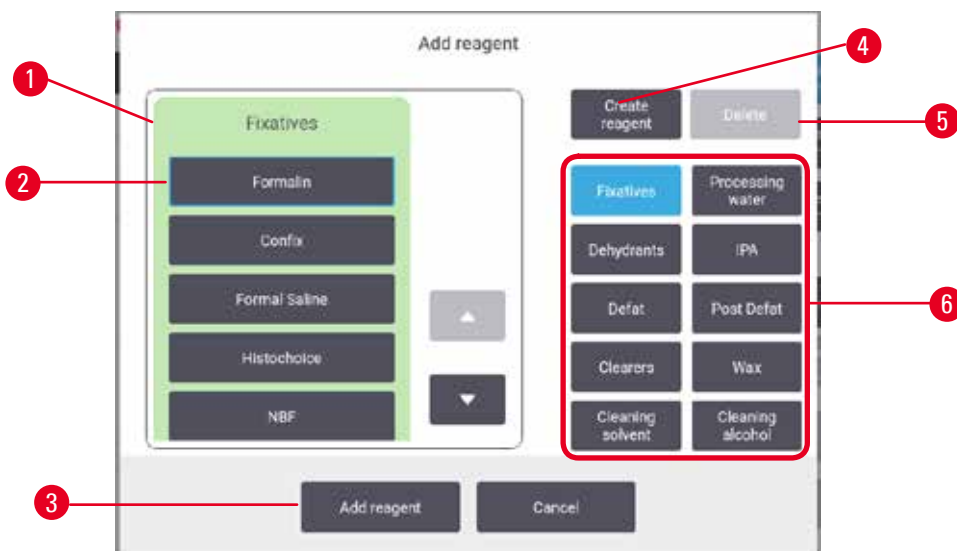 Add reagent
4
1
Create
reagent
Delete
5
Fixatives
2
Formalin
Confix
Formal Saline
Histochoice
NBF
Fixatives
Processing
water
Dehydrants
IPA
Defat
Post Defat
6
Clearers
Wax
Cleaning
solvent
Cleaning
alcohol
3
Add reagent
Cancel